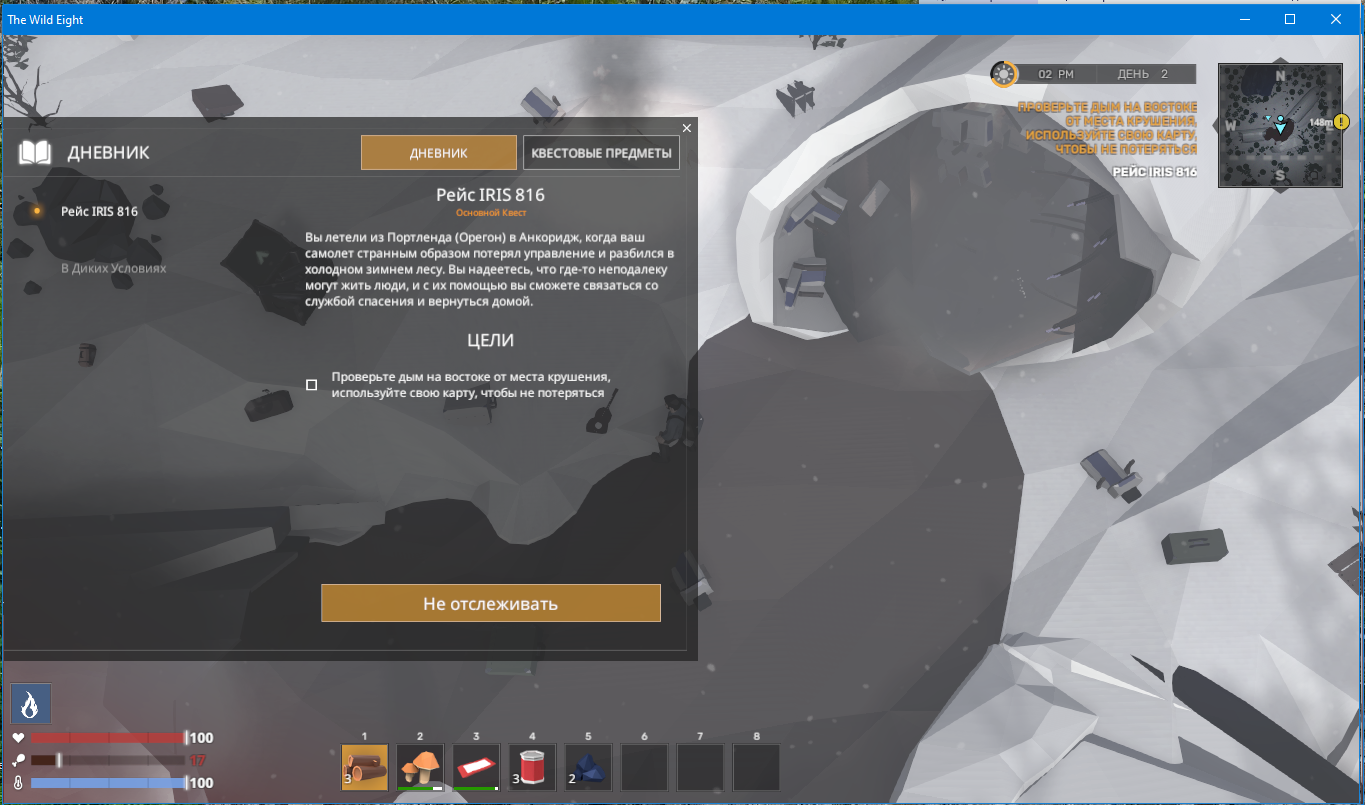 The Wild Eight
02 PM
ДЕНЬ 2
N
W
148m
S
ПРОВЕРЬТЕ ДЫМ НА ВОСТОКЕ
ОТ МЕСТА КРУШЕНИЯ,
ИСПОЛЬЗУЙТЕ СВОЮ КАРТУ,
ЧТОБЫ НЕ ПОТЕРЯТЬСЯ
РЕЙС IRIS 816
ДНЕВНИК
ДНЕВНИК
КВЕСТОВЫЕ ПРЕДМЕТЫ
Рейс IRIS 816
В Диких Условиях
Рейс IRIS 816
Основной Квест
Вы летели из Портленда (Орегон) в Анкоридж, когда ваш
самолет странным образом потерял управление и разбился в
холодном зимнем лесу. Вы надеетесь, что где-то неподалеку
могут жить люди, и с их помощью вы сможете связаться со
службой спасения и вернуться домой.
ЦЕЛИ
Проверьте дым на востоке от места крушения,
используйте свою карту, чтобы не потеряться
Не отслеживать
100
17
100
1 2 3 4 5 6 7 8
3 3 2